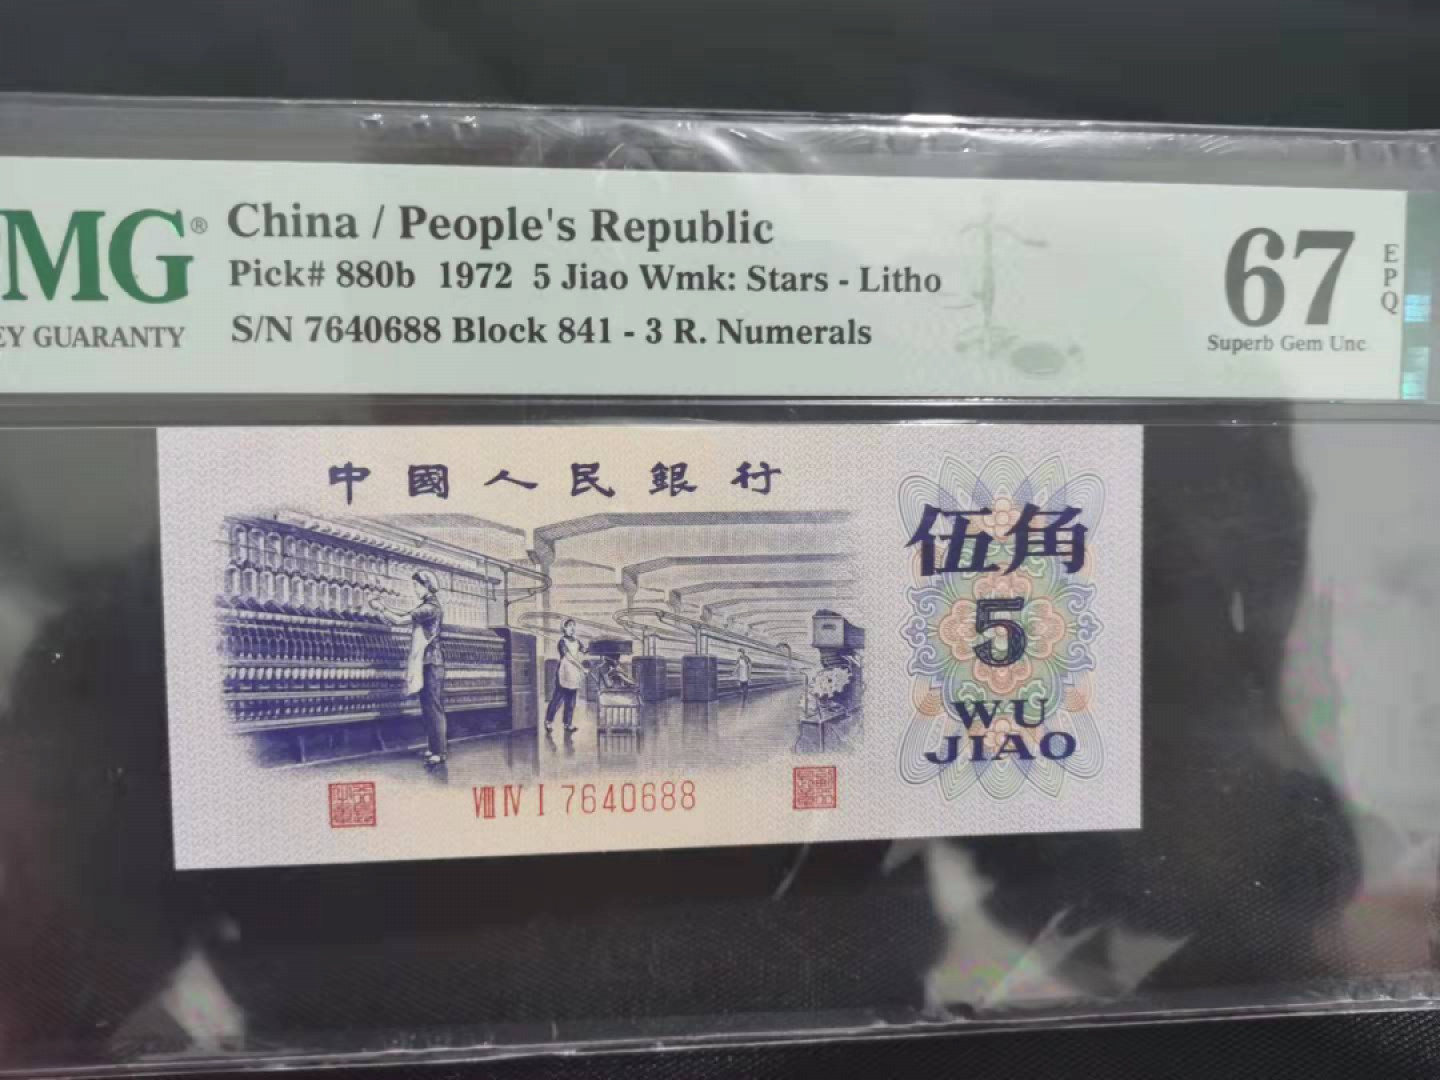 MG®
EY GUARANTY
China / People's Republic
Pick# 880b 1972 5 Jiao Wmk: Stars - Litho
S/N 7640688 Block 841 - 3 R. Numerals
67
EPQ
Superb Gem Unc
中國人民銀行
伍角
5
WU
JIAO
VIII IV I 7640688